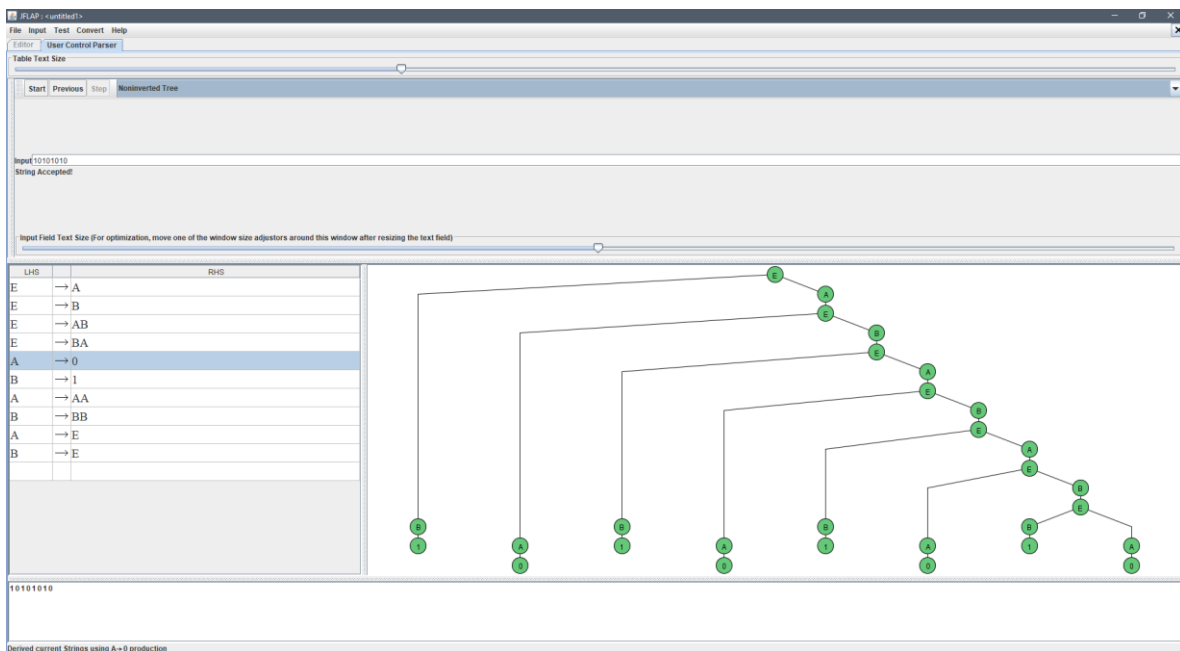 JFLAP : <untitled1>
File Input Test Convert Help
Editor User Control Parser
Table Text Size
Start Previous Stop Noninverted Tree
Input 10101010
String Accepted!
Input Field Text Size (For optimization, move one of the window size adjustors around this window after resizing the text field)
LHS RHS
E → A
E → B
E → AB
E → BA
A → 0
B → 1
A → AA
B → BB
A → E
B → E
E
A
E
B
E
A
E
B
E
A
E
B
E
B B B B
1 A 1 A 1 A 1 A
0 0 0 0
10101010
Derived current Strings using A→0 production